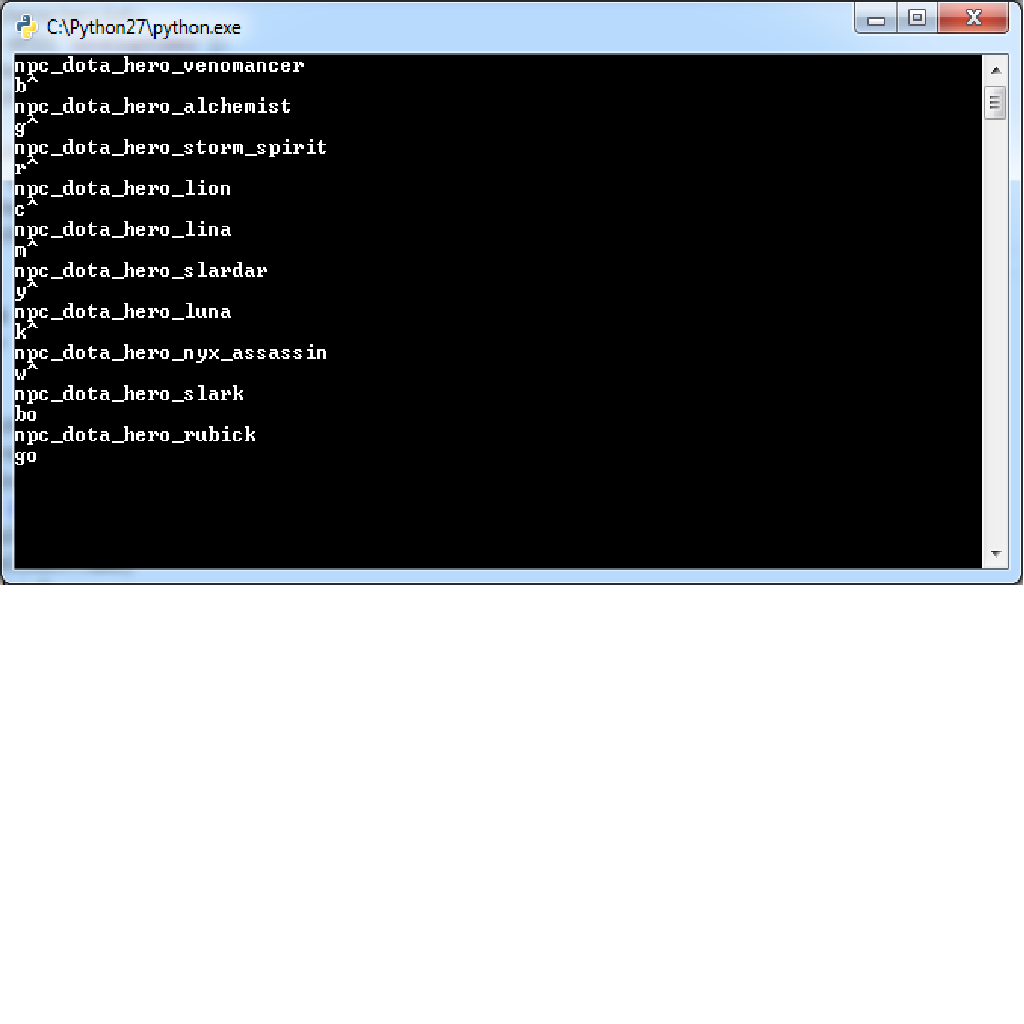 C:\Python27\python.exe
npc_dota_hero_venomancer
b^
npc_dota_hero_alchemist
g^
npc_dota_hero_storm_spirit
r^
npc_dota_hero_lion
c^
npc_dota_hero_lina
m^
npc_dota_hero_slardar
y^
npc_dota_hero_luna
k^
npc_dota_hero_nyx_assassin
w^
npc_dota_hero_slark
bo
npc_dota_hero_rubick
go